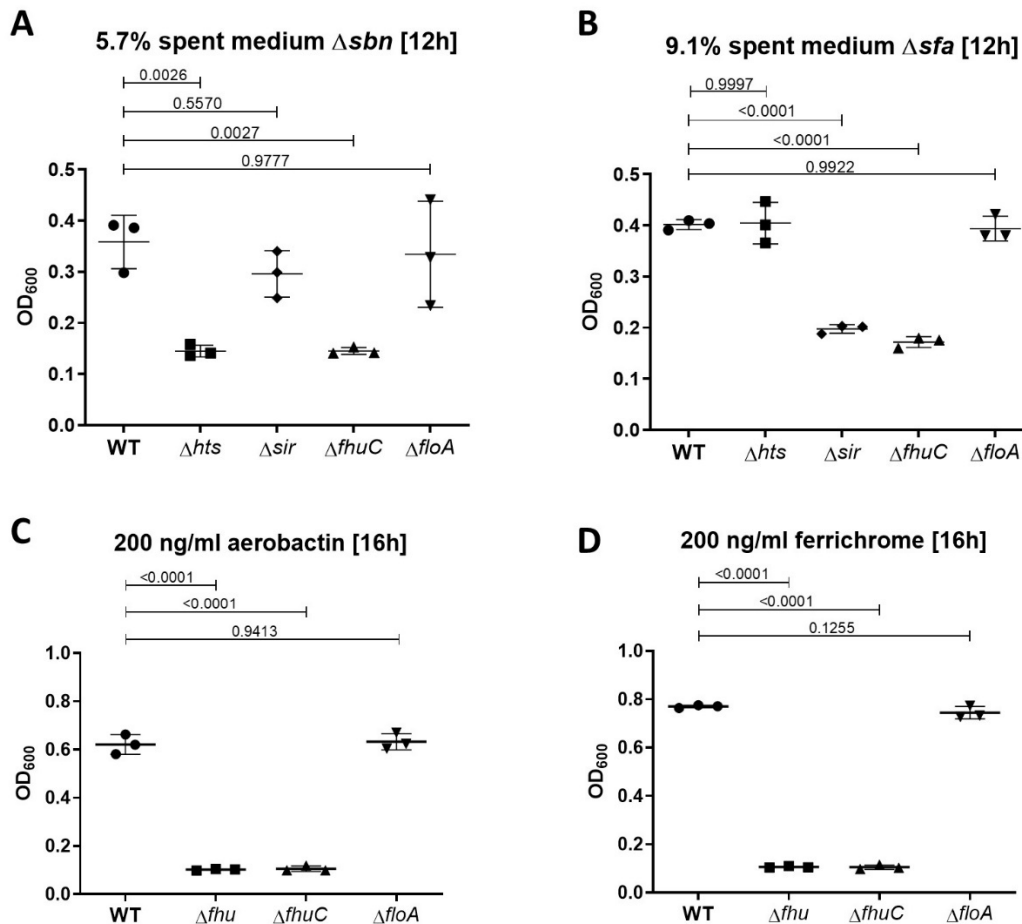 A
5.7% spent medium Δsbn [12h]
0.0026
0.5570
0.0027
0.9777
0.5
0.4
0.3
0.2
0.1
0.0
OD600
WT Δhts Δsir ΔfhuC ΔfloA
B
9.1% spent medium Δsfa [12h]
0.9997
<0.0001
<0.0001
0.9922
0.5
0.4
0.3
0.2
0.1
0.0
OD600
WT Δhts Δsir ΔfhuC ΔfloA
C
200 ng/ml aerobactin [16h]
<0.0001
<0.0001
0.9413
1.0
0.8
0.6
0.4
0.2
0.0
OD600
WT Δfhu ΔfhuC ΔfloA
D
200 ng/ml ferrichrome [16h]
<0.0001
<0.0001
0.1255
1.0
0.8
0.6
0.4
0.2
0.0
OD600
WT Δfhu ΔfhuC ΔfloA